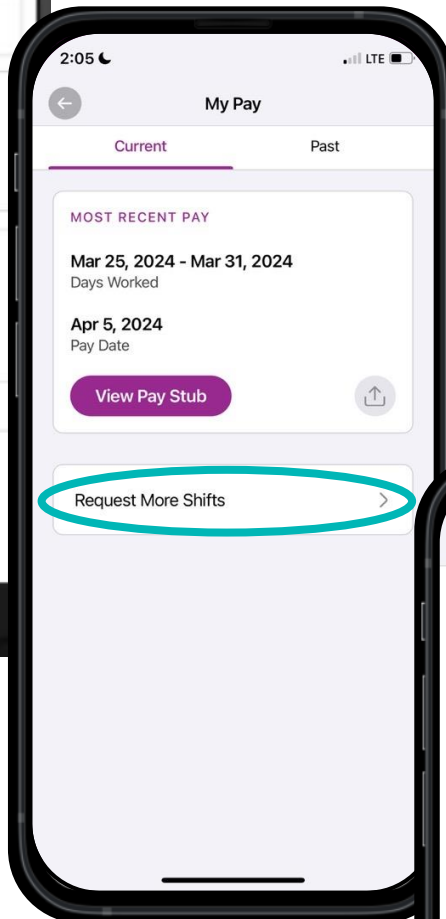 2:05
LTE
My Pay
Current
Past
MOST RECENT PAY
Mar 25, 2024 - Mar 31, 2024
Days Worked
Apr 5, 2024
Pay Date
View Pay Stub
Request More Shifts